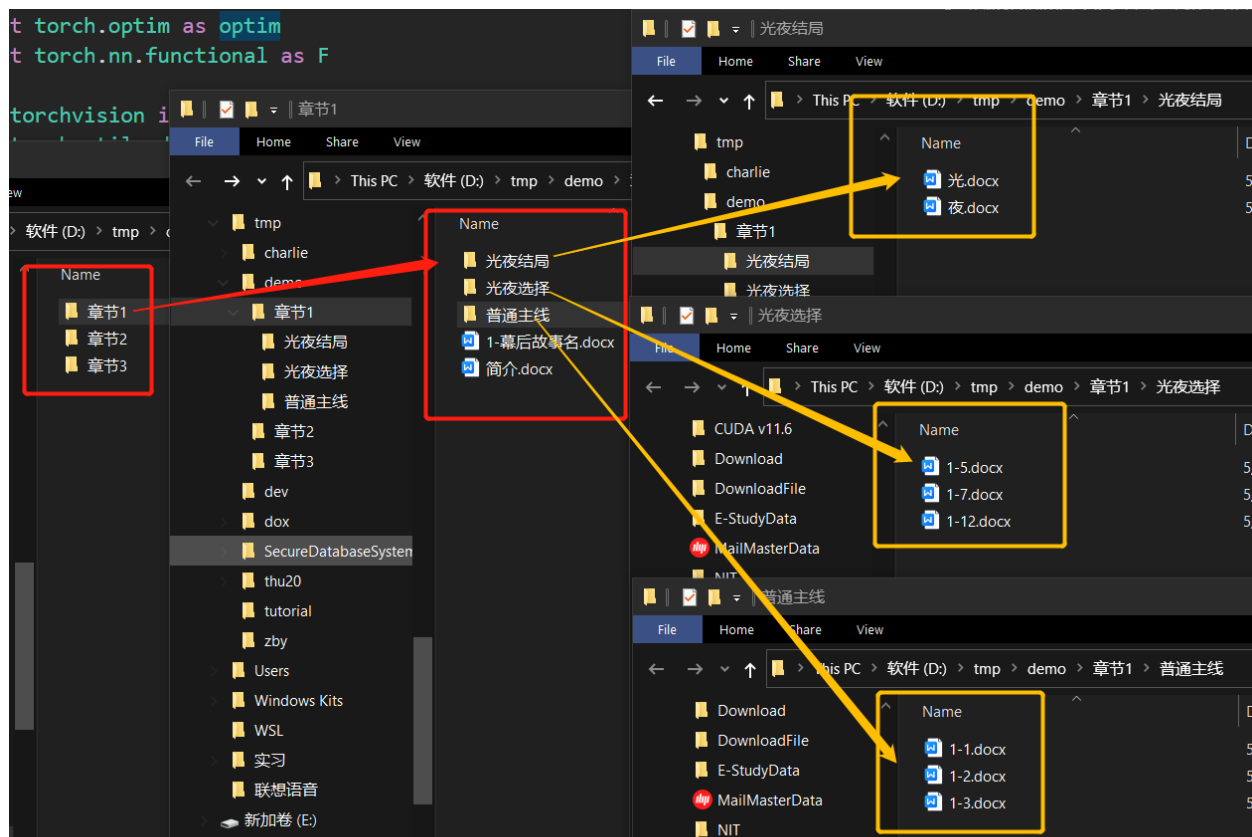 t torch.optim as optim
t torch.nn.functional as F
torchvision i
ew
软件 (D:) > tmp >
Name
章节1
章节2
章节3
章节1
File Home Share View
This PC > 软件 (D:) > tmp > demo >
tmp
charlie
demo
章节1
光夜结局
光夜选择
普通主线
章节2
章节3
dev
dox
SecureDatabaseSystem
thu20
tutorial
zby
Users
Windows Kits
WSL
实习
联想语音
新加卷 (E:)
Name
光夜结局
光夜选择
普通主线
1-幕后故事名.docx
简介.docx
光夜结局
File Home Share View
This PC > 软件 (D:) > tmp > demo > 章节1 > 光夜结局
tmp
charlie
demo
章节1
光夜结局
光夜选择
Name
光.docx
夜.docx
光夜选择
File Home Share View
This PC > 软件 (D:) > tmp > demo > 章节1 > 光夜选择
CUDA v11.6
Download
DownloadFile
E-StudyData
MailMasterData
NIT
Name
1-5.docx
1-7.docx
1-12.docx
普通主线
File Home Share View
This PC > 软件 (D:) > tmp > demo > 章节1 > 普通主线
Download
DownloadFile
E-StudyData
MailMasterData
NIT
Name
1-1.docx
1-2.docx
1-3.docx